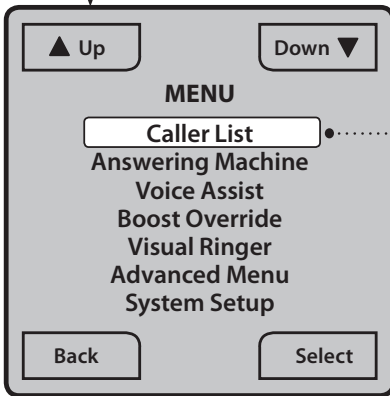 ▲ Up
Down ▼
MENU
Caller List
Answering Machine
Voice Assist
Boost Override
Visual Ringer
Advanced Menu
System Setup
Back
Select